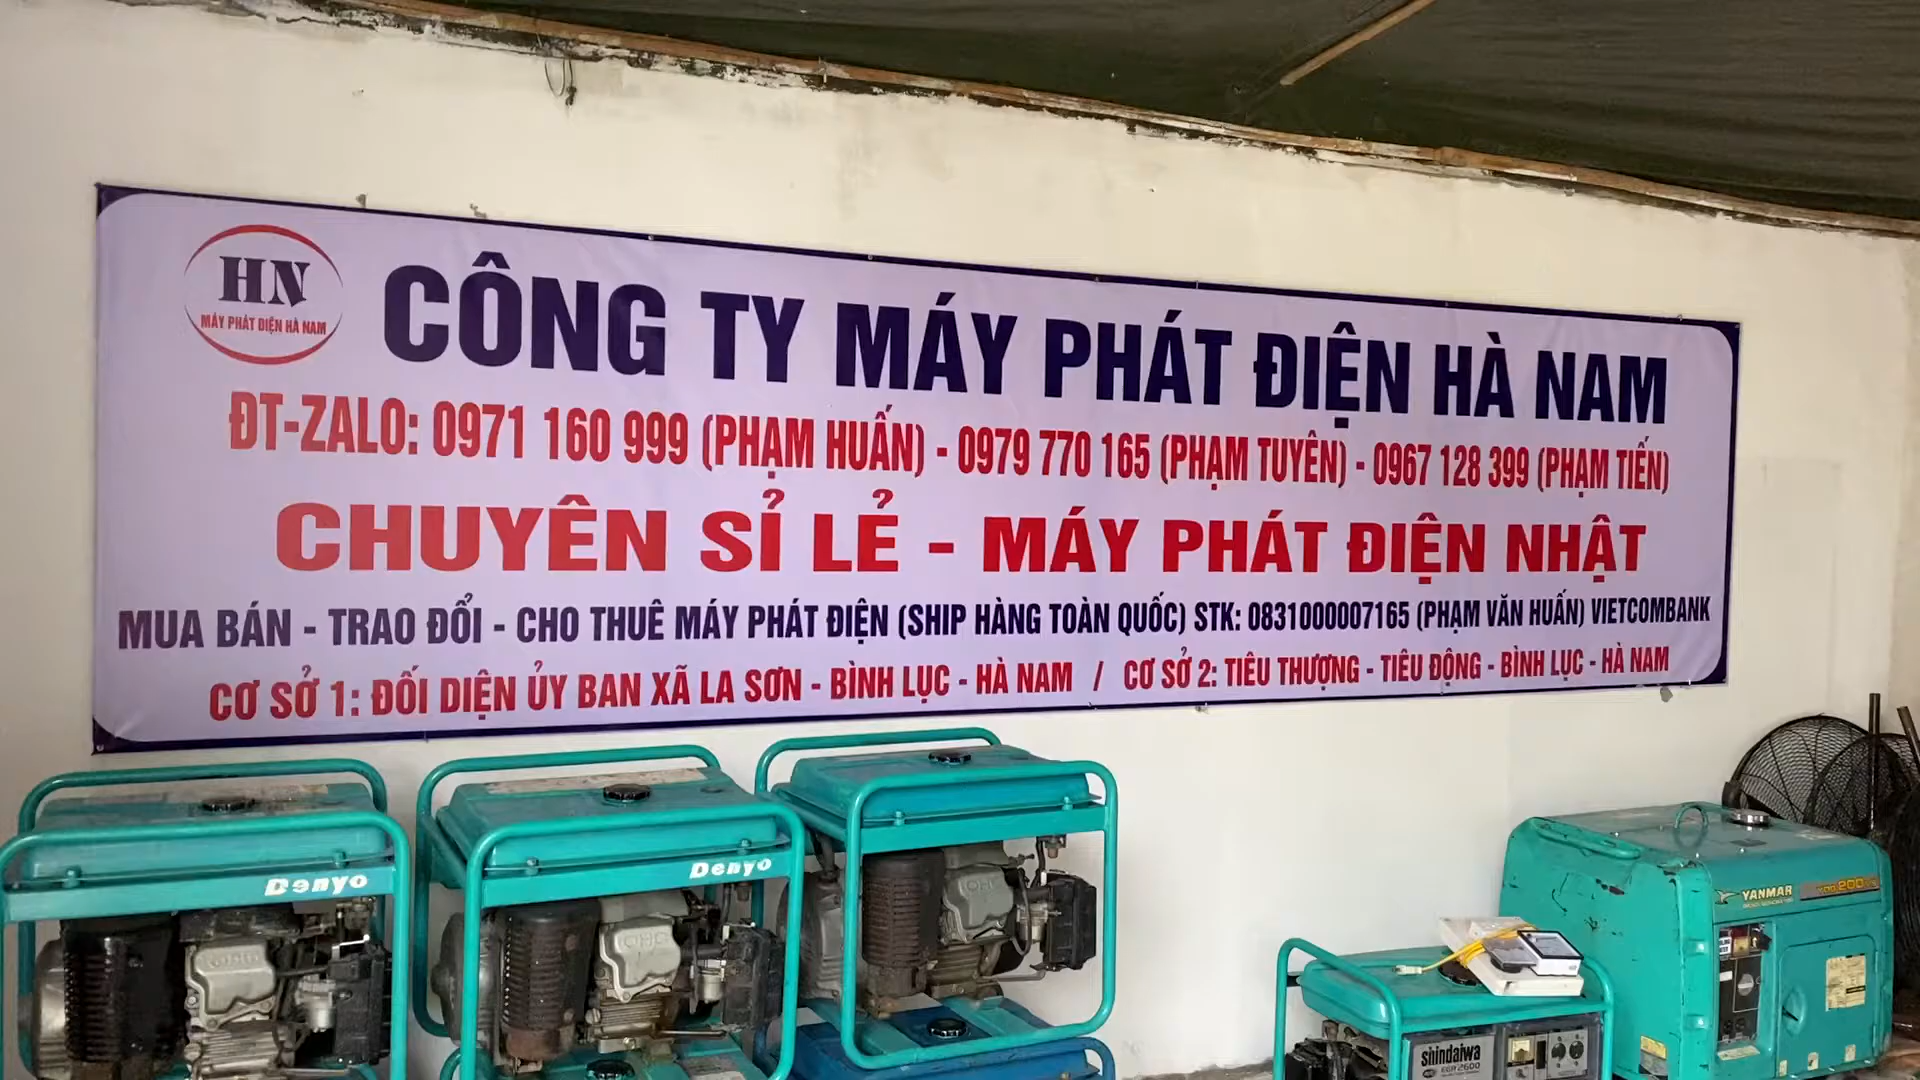 HN
MÁY PHÁT ĐIỆN HÀ NAM
CÔNG TY MÁY PHÁT ĐIỆN HÀ NAM
ĐT-ZALO: 0971 160 999 (PHẠM HUẤN) - 0979 770 165 (PHẠM TUYÊN) - 0967 128 399 (PHẠM TIẾN)
CHUYÊN SỈ LẺ - MÁY PHÁT ĐIỆN NHẬT
MUA BÁN - TRAO ĐỔI - CHO THUÊ MÁY PHÁT ĐIỆN (SHIP HÀNG TOÀN QUỐC) STK: 0831000007165 (PHẠM VĂN HUẤN) VIETCOMBANK
CƠ SỞ 1: ĐỐI DIỆN ỦY BAN XÃ LA SƠN - BÌNH LỤC - HÀ NAM / CƠ SỞ 2: TIÊU THƯỢNG - TIÊU ĐỘNG - BÌNH LỤC - HÀ NAM
Denyo
Denyo
OHC
YANMAR
shindaiwa
EGR2600